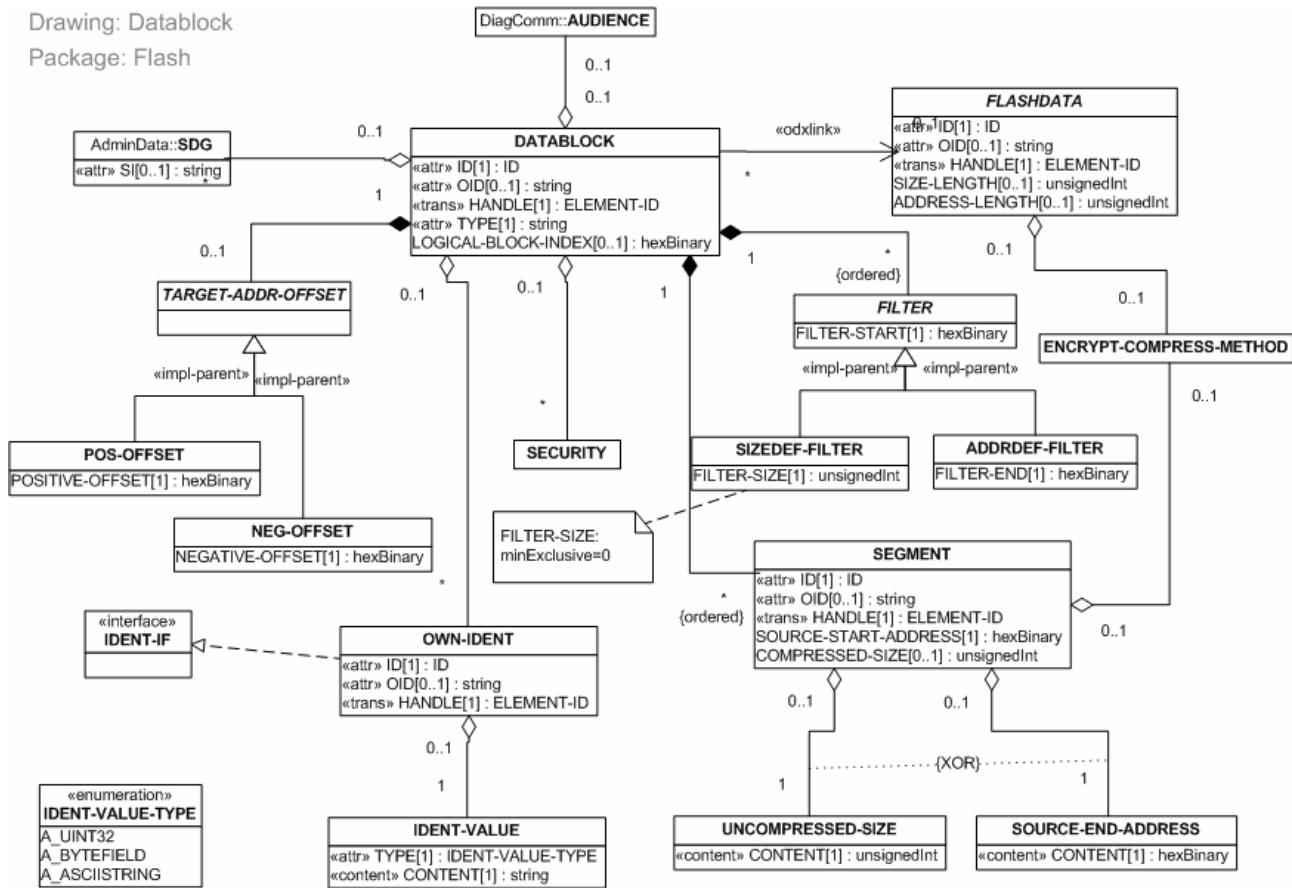 Drawing: Datablock
Package: Flash
DiagComm::AUDIENCE
0..1
0..1
AdminData::SDG
«attr» SI[0..1] : string
*
0..1
1
DATABLOCK
«attr» ID[1] : ID
«attr» OID[0..1] : string
«trans» HANDLE[1] : ELEMENT-ID
«attr» TYPE[1] : string
LOGICAL-BLOCK-INDEX[0..1] : hexBinary
«odxlink»
*
0..1
FLASHDATA
«attr» ID[1] : ID
«attr» OID[0..1] : string
«trans» HANDLE[1] : ELEMENT-ID
SIZE-LENGTH[0..1] : unsignedInt
ADDRESS-LENGTH[0..1] : unsignedInt
0..1
0..1
0..1
TARGET-ADDR-OFFSET
«impl-parent»
«impl-parent»
0..1
0..1
1
1
*
{ordered}
FILTER
FILTER-START[1] : hexBinary
«impl-parent»
«impl-parent»
ENCRYPT-COMPRESS-METHOD
0..1
POS-OFFSET
POSITIVE-OFFSET[1] : hexBinary
NEG-OFFSET
NEGATIVE-OFFSET[1] : hexBinary
*
SECURITY
SIZEDEF-FILTER
FILTER-SIZE[1] : unsignedInt
ADDRDEF-FILTER
FILTER-END[1] : hexBinary
FILTER-SIZE:
minExclusive=0
*
*
{ordered}
SEGMENT
«attr» ID[1] : ID
«attr» OID[0..1] : string
«trans» HANDLE[1] : ELEMENT-ID
SOURCE-START-ADDRESS[1] : hexBinary
COMPRESSED-SIZE[0..1] : unsignedInt
0..1
«interface»
IDENT-IF
OWN-IDENT
«attr» ID[1] : ID
«attr» OID[0..1] : string
«trans» HANDLE[1] : ELEMENT-ID
0..1
1
0..1
0..1
{XOR}
1
1
«enumeration»
IDENT-VALUE-TYPE
A_UINT32
A_BYTEFIELD
A_ASCIISTRING
IDENT-VALUE
«attr» TYPE[1] : IDENT-VALUE-TYPE
«content» CONTENT[1] : string
UNCOMPRESSED-SIZE
«content» CONTENT[1] : unsignedInt
SOURCE-END-ADDRESS
«content» CONTENT[1] : hexBinary